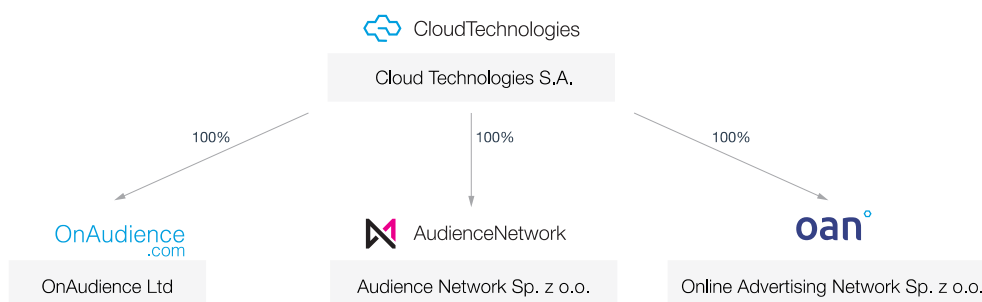 CloudTechnologies
Cloud Technologies S.A.
100%
100%
100%
OnAudience
.com
AudienceNetwork
oan°
OnAudience Ltd
Audience Network Sp. z o.o.
Online Advertising Network Sp. z o.o.